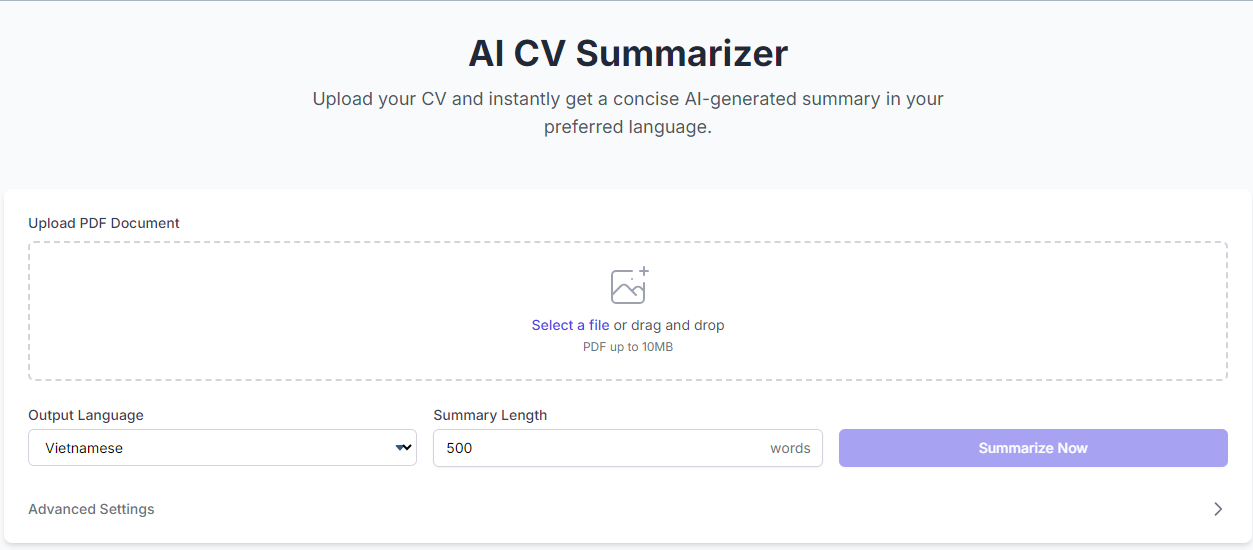 AI CV Summarizer
Upload your CV and instantly get a concise AI-generated summary in your
preferred language.
Upload PDF Document
Select a file or drag and drop
PDF up to 10MB
Output Language
Summary Length
Vietnamese
500 words
Summarize Now
Advanced Settings